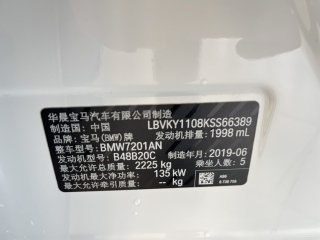 华晨宝马汽车有限公司制造
制造国: 中国 LBVKY1108KSS66389
品牌: 宝马(BMW)牌 发动机排量: 1998 mL
整车型号: BMW7201AN
发动机型号: B48B20C 制造年月: 2019-06
最大允许总质量: 2225 kg 乘坐人数: 5
发动机最大净功率: 135 kW
最大允许牵引质量: -- kg